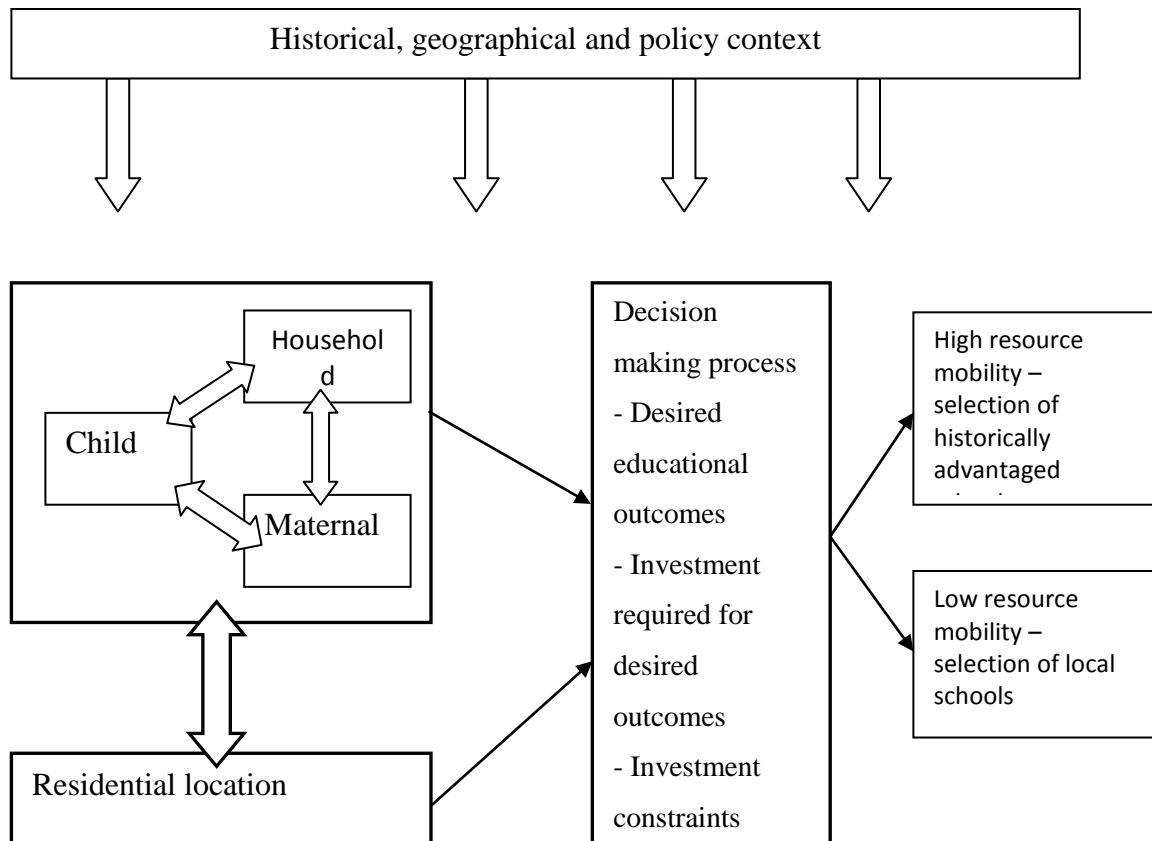 Historical, geographical and policy context
Househol
d
Child
Maternal
Residential location
Decision
making process
- Desired
educational
outcomes
- Investment
required for
desired
outcomes
- Investment
constraints
High resource
mobility –
selection of
historically
advantaged
Low resource
mobility –
selection of local
schools